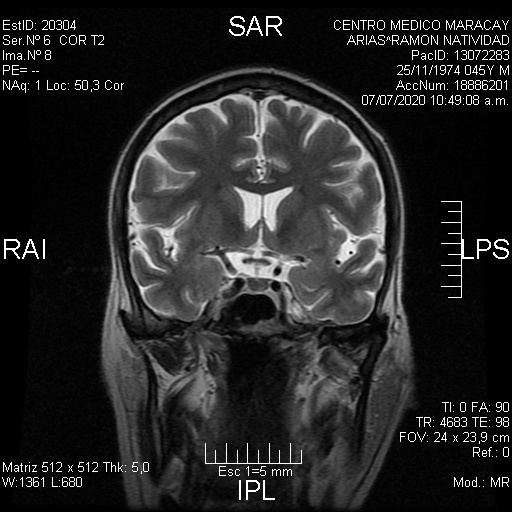 EstID: 20304
Ser.Nº 6 COR T2
Ima.Nº 8
PE= --
NAq: 1 Loc: 50,3 Cor
SAR
CENTRO MEDICO MARACAY
ARIAS^RAMON NATIVIDAD
PacID: 13072283
25/11/1974 045Y M
AccNum: 18886201
07/07/2020 10:49:08 a.m.
RAI
LPS
TI: 0 FA: 90
TR: 4683 TE: 98
FOV: 24 x 23,9 cm
Ref.: 0
Matriz 512 x 512 Thk: 5,0
W:1361 L:680
Esc 1=5 mm
IPL
Mod.: MR